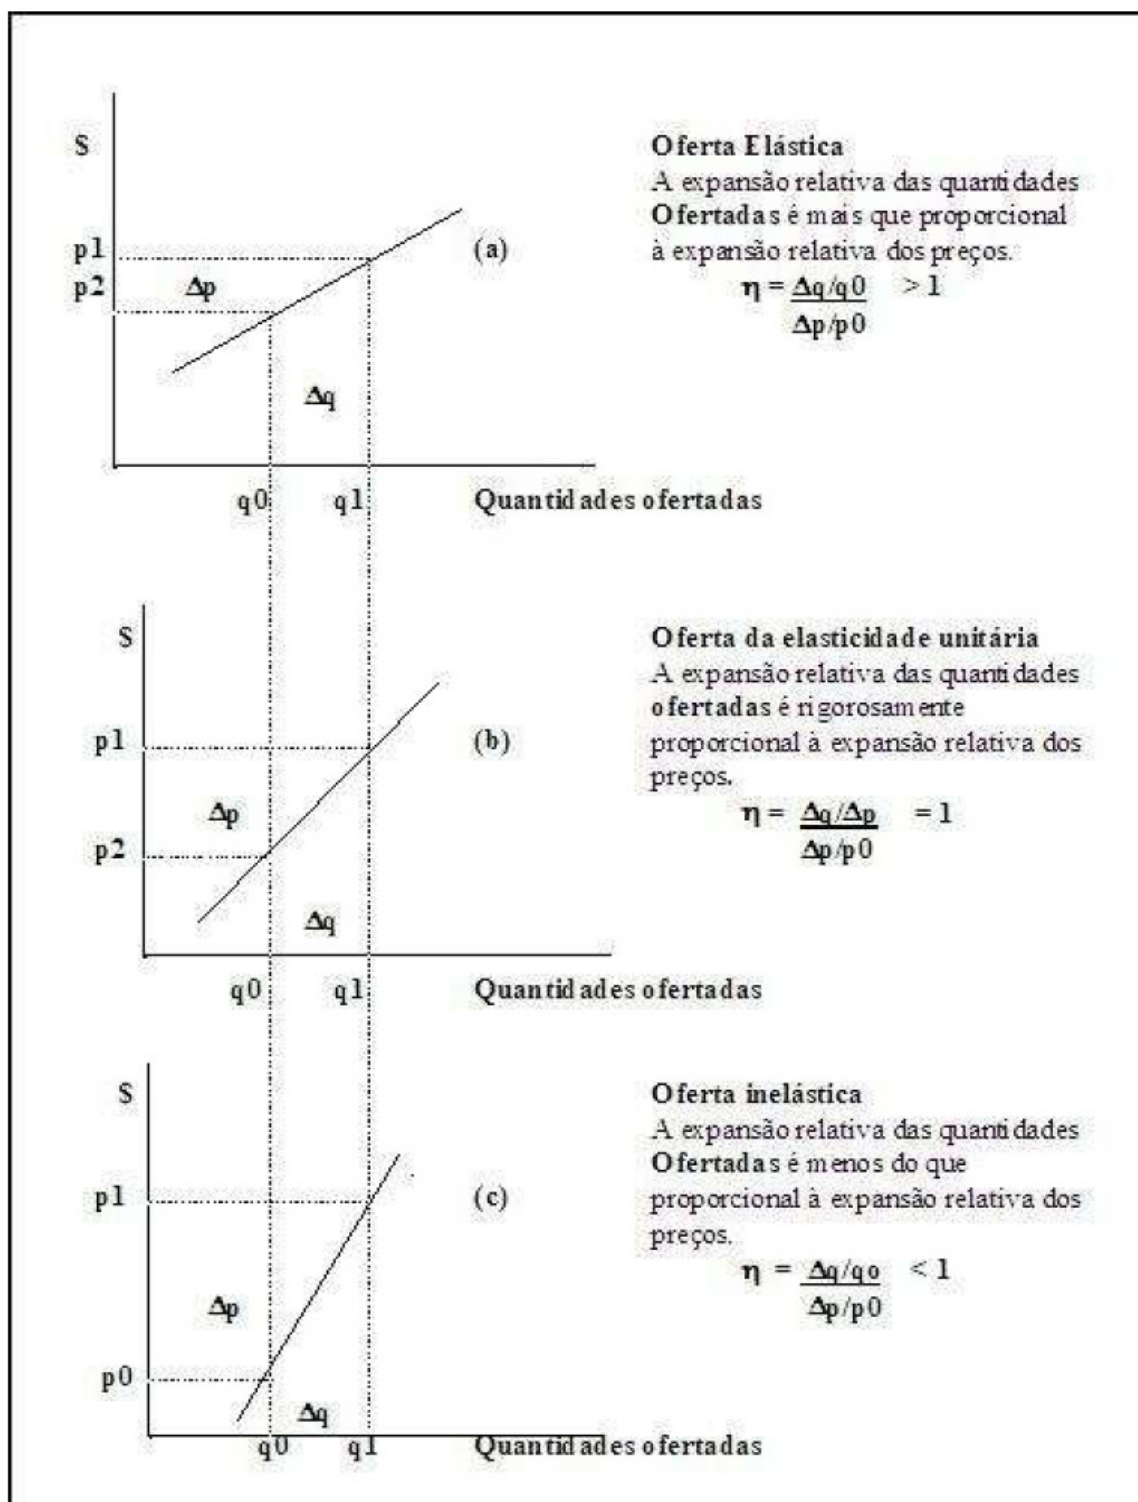 S
p1
p2
Δp
(a)
Δq
q0 q1 Quantidades ofertadas
Oferta Elástica
A expansão relativa das quantidades
Ofertadas é mais que proporcional
à expansão relativa dos preços.
η = Δq/q0 > 1
Δp/p0
S
p1
(b)
Δp
p2
Δq
q0 q1 Quantidades ofertadas
Oferta da elasticidade unitária
A expansão relativa das quantidades
ofertadas é rigorosamente
proporcional à expansão relativa dos
preços.
η = Δq/Δp = 1
Δp/p0
S
p1
(c)
Δp
p0
Δq
q0 q1 Quantidades ofertadas
Oferta inelástica
A expansão relativa das quantidades
Ofertadas é menos do que
proporcional à expansão relativa dos
preços.
η = Δq/qo < 1
Δp/p0